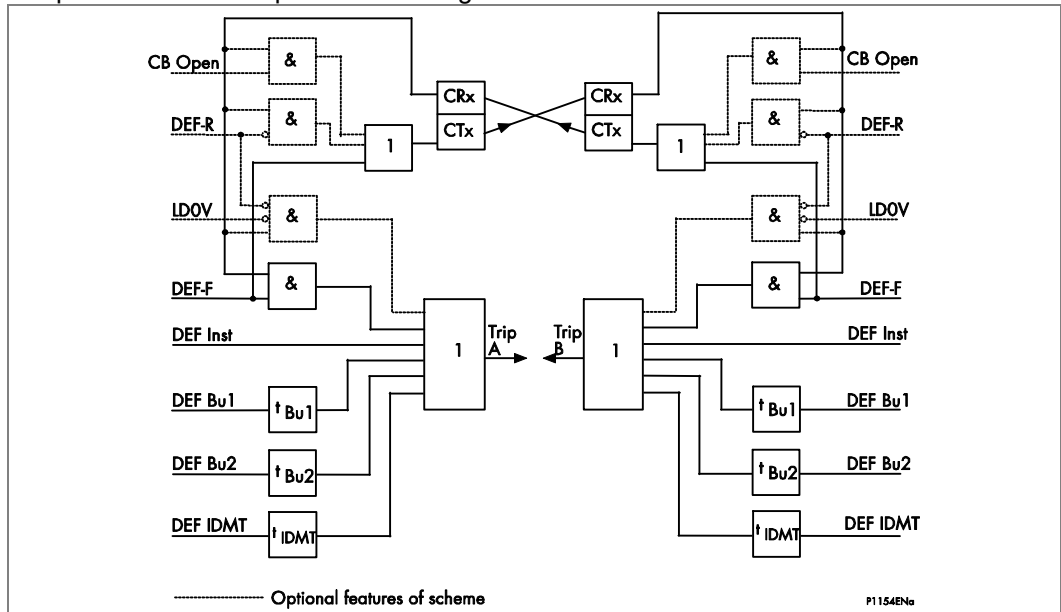 CB Open & CRx CRx & CB Open
DEF-R & 1 CTx CTx 1 & DEF-R
LD0V & & LD0V
DEF-F & & DEF-F
DEF Inst 1 Trip A Trip B 1 DEF Inst
DEF Bu1 t Bu1 t Bu1 DEF Bu1
DEF Bu2 t Bu2 t Bu2 DEF Bu2
DEF IDMT t IDMT t IDMT DEF IDMT
Optional features of scheme P1154ENa